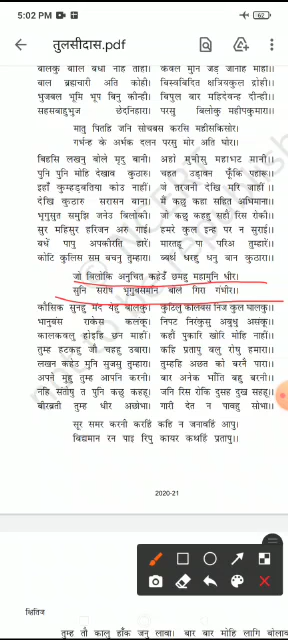 5:02 PM
62
तुलसीदास.pdf
बालकु बोलि बधौं नहि तोही। केवल मुनि जड़ जानहि मोही।।
बाल ब्रह्मचारी अति कोही। बिस्वबिदित क्षत्रियकुल द्रोही।।
भुजबल भूमि भूप बिनु कीन्ही। बिपुल बार महिदेवन्ह दीन्ही।।
सहसबाहुभुज छेदनिहारा। परसु बिलोकु महीपकुमारा।।
मातु पितहि जनि सोचबस करसि महीसकिसोर।
गर्भन्ह के अर्भक दलन परसु मोर अति घोर।।
बिहसि लखनु बोले मृदु बानी। अहो मुनीसु महाभट मानी।।
पुनि पुनि मोहि देखाव कुठारू। चहत उड़ावन फूँकि पहारू।।
इहाँ कुम्हड़बतिया कोउ नाहीं। जे तरजनी देखि मरि जाहीं।।
देखि कुठारु सरासन बाना। मैं कछु कहा सहित अभिमाना।।
भृगुसुत समुझि जनेउ बिलोकी। जो कछु कहहु सहौं रिस रोकी।।
सुर महिसुर हरिजन अरु गाई। हमरे कुल इन्ह पर न सुराई।।
बधें पापु अपकीरति हारें। मारतहू पा परिअ तुम्हारें।।
कोटि कुलिस सम बचनु तुम्हारा। ब्यर्थ धरहु धनु बान कुठारा।।
जो बिलोकि अनुचित कहेउँ छमहु महामुनि धीर।
सुनि सरोष भृगुबंसमनि बोले गिरा गंभीर।।
कौसिक सुनहु मंद येहु बालकु। कुटिलु कालबस निज कुल घालकु।।
भानुबंस राकेस कलंकू। निपट निरंकुसु अबुधु असंकू।।
कालकवलु होइहि छन माहीं। कहौं पुकारि खोरि मोहि नाहीं।।
तुम्ह हटकहु जौ चहहु उबारा। कहि प्रतापु बलु रोषु हमारा।।
लखन कहेउ मुनि सुजसु तुम्हारा। तुम्हहि अछत को बरनै पारा।।
अपने मुहु तुम्ह आपनि करनी। बार अनेक भाँति बहु बरनी।।
नहि संतोषु त पुनि कछु कहहू। जनि रिस रोकि दुसह दुख सहहू।।
बीरब्रती तुम्ह धीर अछोभा। गारी देत न पावहु सोभा।।
सूर समर करनी करहिं कहि न जनावहिं आपु।
बिद्यमान रन पाइ रिपु कायर कथहिं प्रतापु।।
2020-21
क्षितिज
तुम्ह तौ कालु हाँक जनु लावा। बार बार मोहि लागि बोलावा